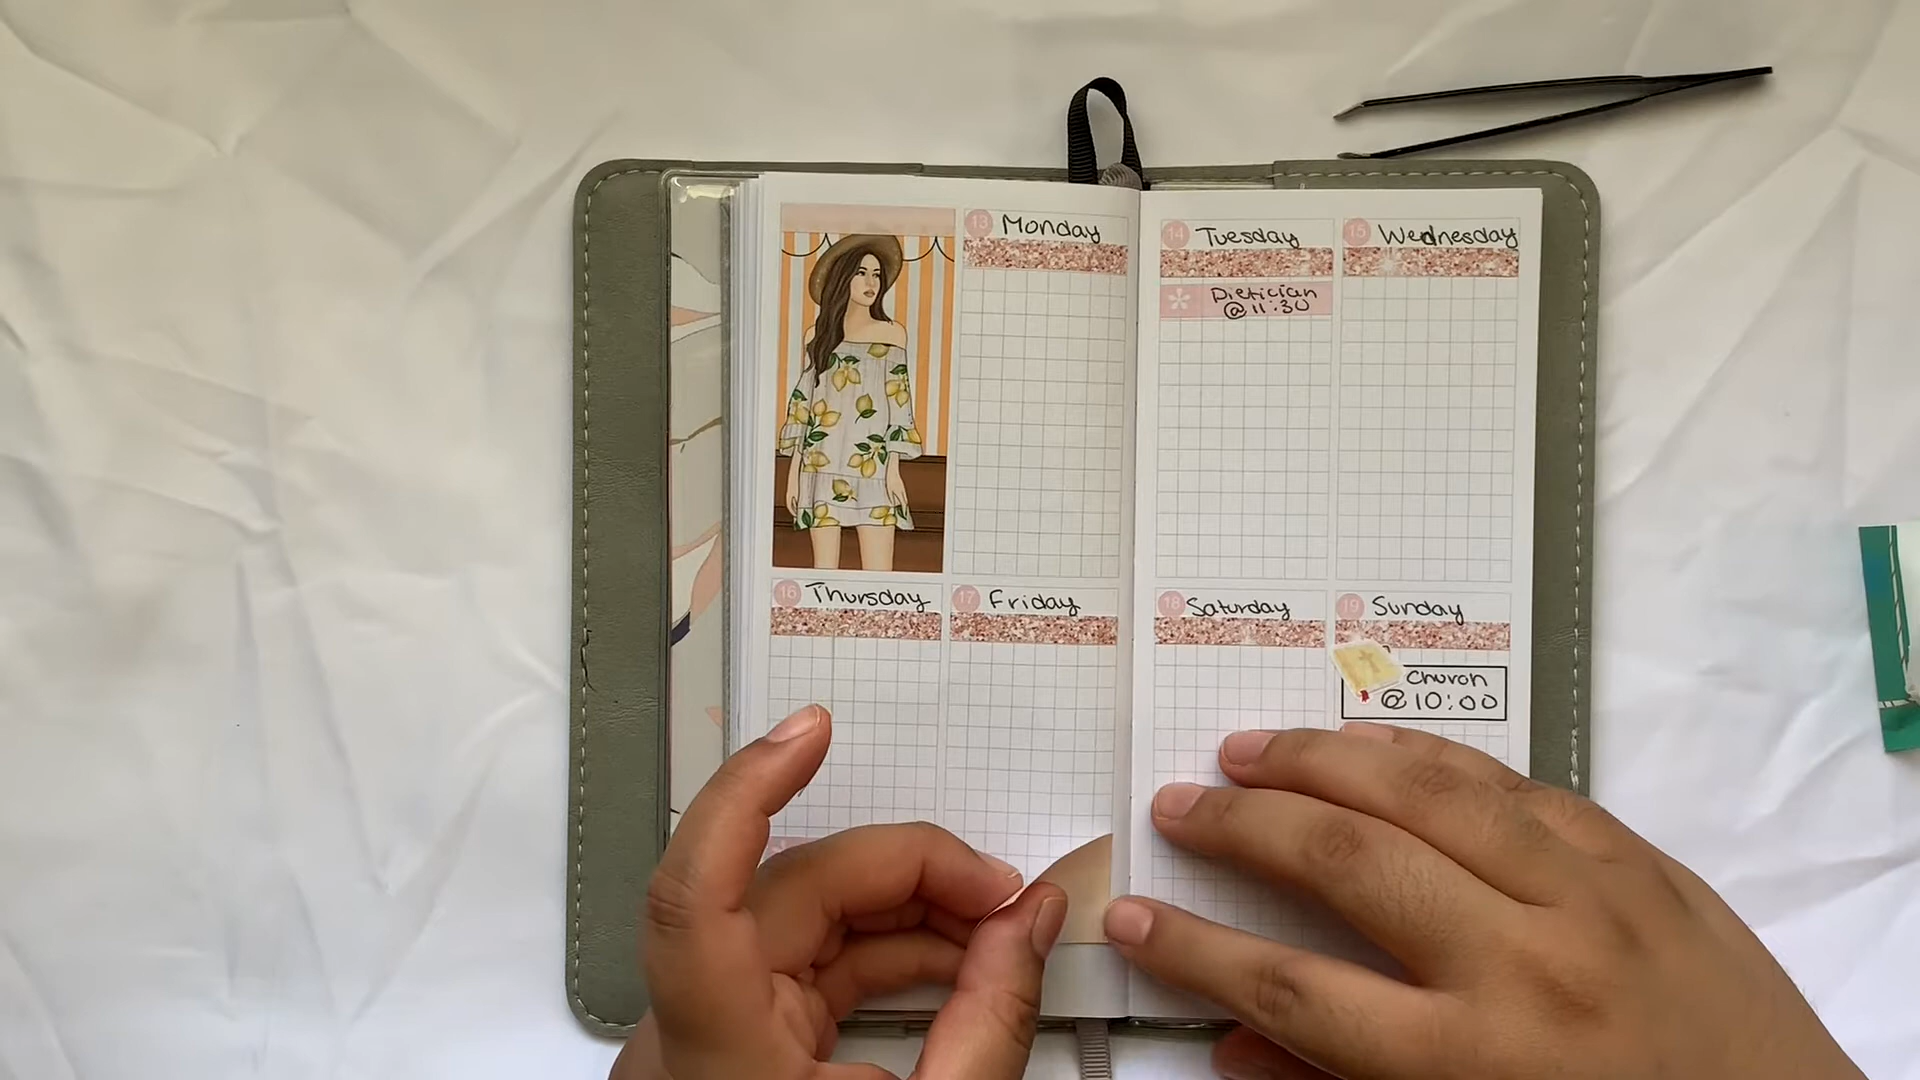 13 Monday
14 Tuesday
15 Wednesday
Dietician
@ 11:30
16 Thursday
17 Friday
18 Saturday
19 Sunday
Church
@ 10:00